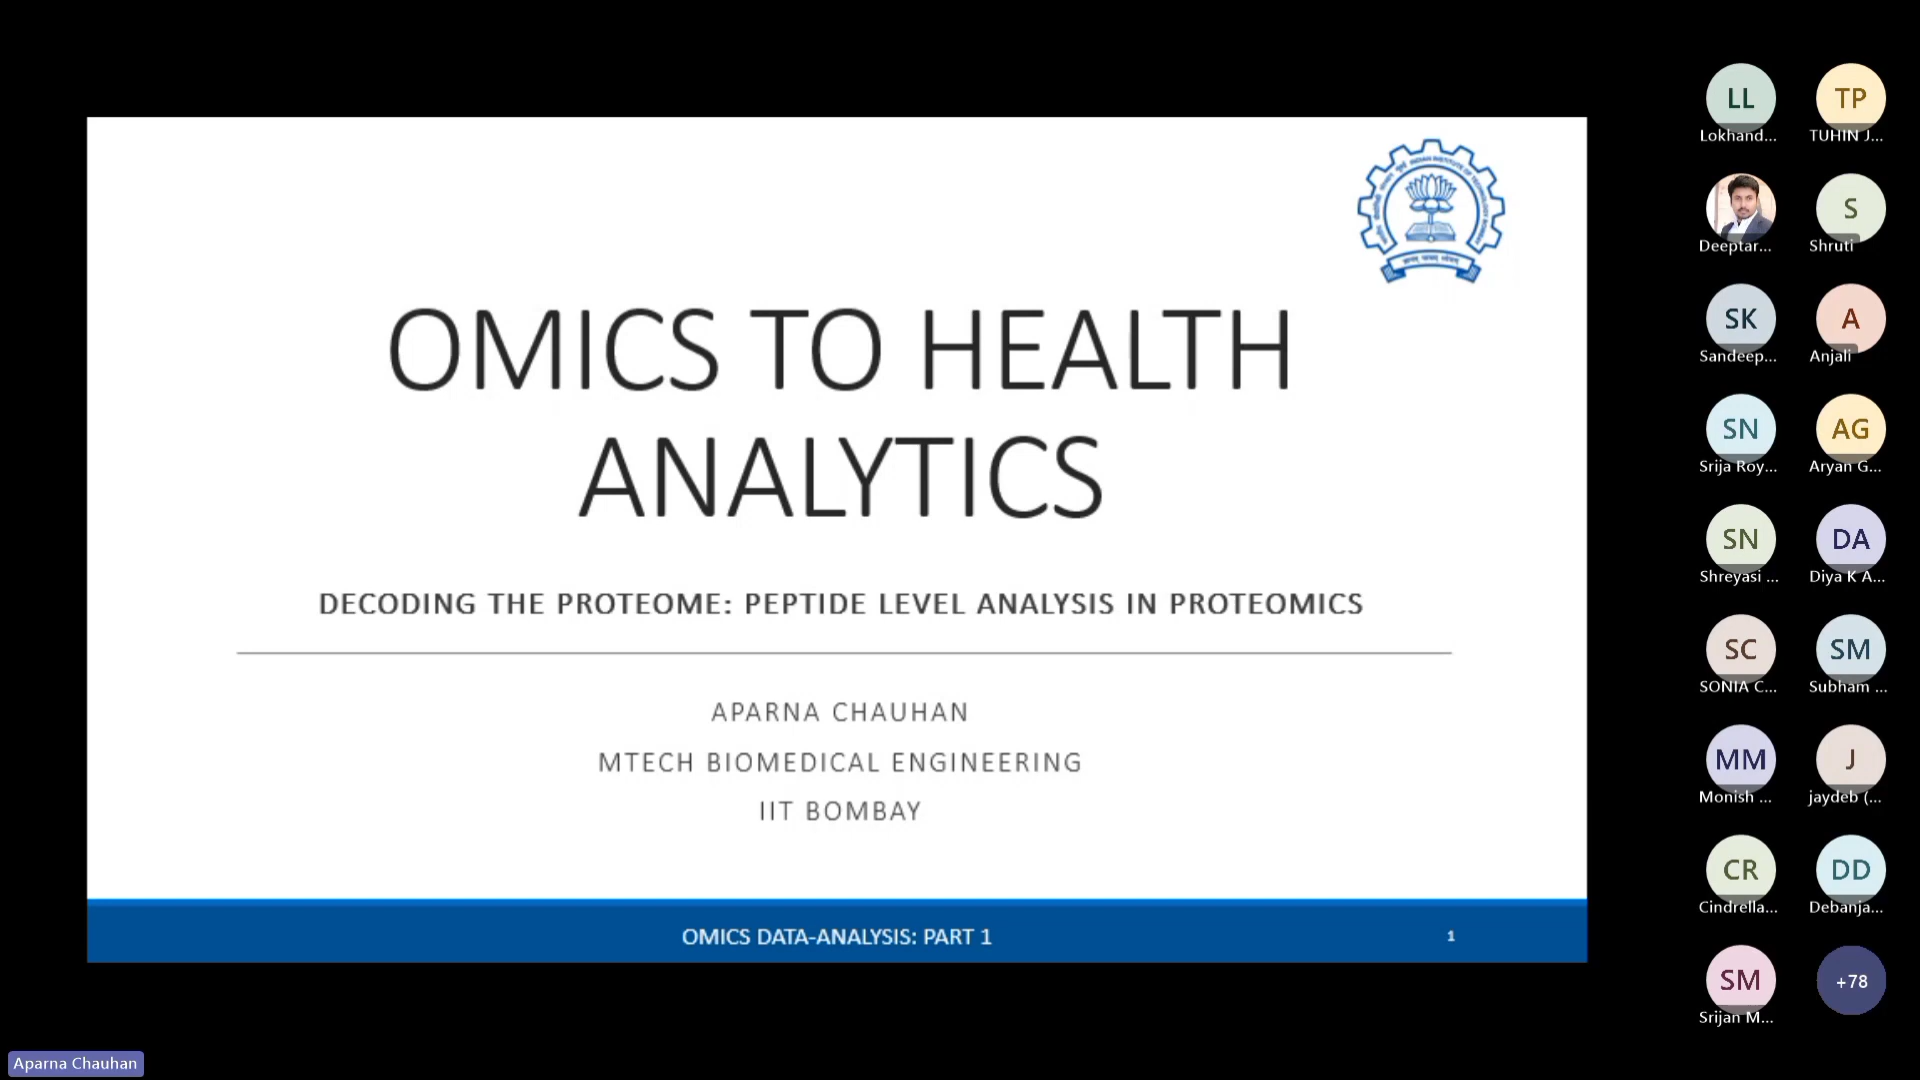 OMICS TO HEALTH
ANALYTICS
DECODING THE PROTEOME: PEPTIDE LEVEL ANALYSIS IN PROTEOMICS
APARNA CHAUHAN
MTECH BIOMEDICAL ENGINEERING
IIT BOMBAY
OMICS DATA-ANALYSIS: PART 1
1
LL
Lokhand...
TP
TUHIN J...
Deeptar...
S
Shruti
SK
Sandeep...
A
Anjali
SN
Srija Roy...
AG
Aryan G...
SN
Shreyasi ...
DA
Diya K A...
SC
SONIA C...
SM
Subham ...
MM
Monish ...
J
jaydeb (...
CR
Cindrella...
DD
Debanja...
SM
Srijan M...
+78
Aparna Chauhan